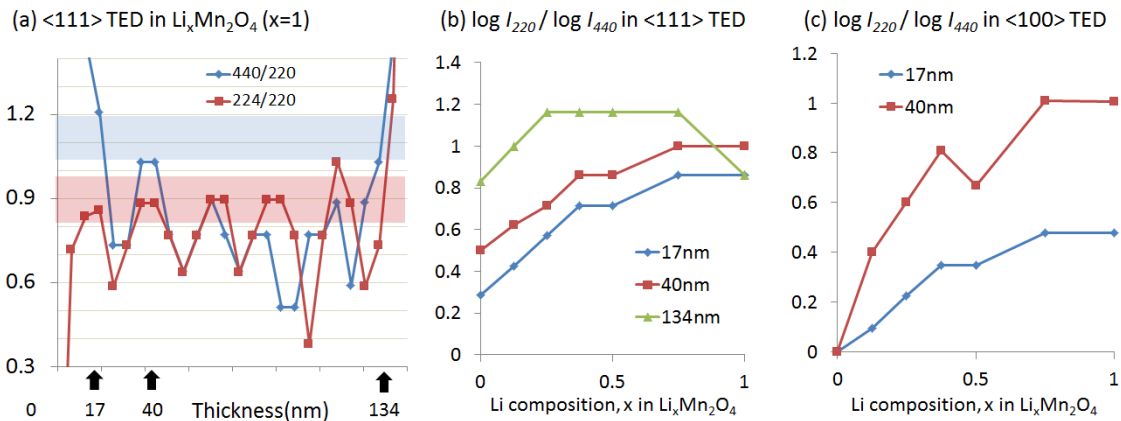 (a) <111> TED in LixMn2O4 (x=1)
440/220
224/220
1.2
0.9
0.6
0.3
0 17 40 Thickness(nm) 134
(b) log I220 / log I440 in <111> TED
1.4
1.2
1
0.8
0.6
0.4
0.2
0
17nm
40nm
134nm
0 0.5 1
Li composition, x in LixMn2O4
(c) log I220 / log I440 in <100> TED
1.2
1
0.8
0.6
0.4
0.2
0
17nm
40nm
0 0.5 1
Li composition, x in LixMn2O4